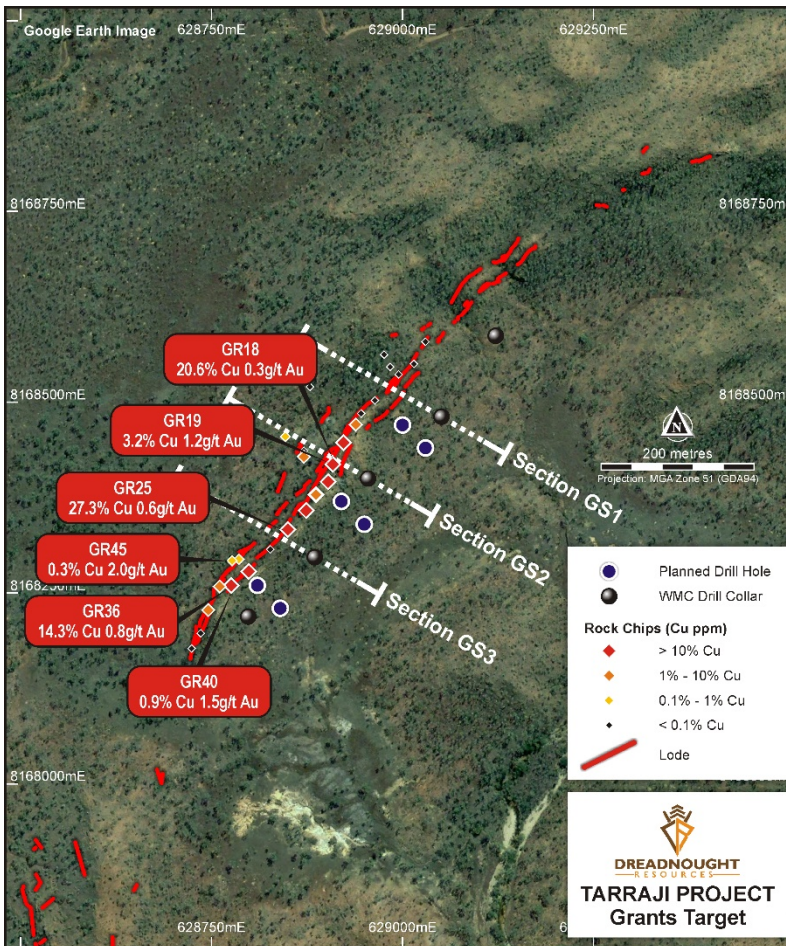 Google Earth Image
628750mE
629000mE
629250mE
8168750mE
8168750mE
GR18
20.6% Cu 0.3g/t Au
8168500mE
8168500mE
GR19
3.2% Cu 1.2g/t Au
N
200 metres
Projection: MGA Zone 51 (GDA94)
Section GS1
GR25
27.3% Cu 0.6g/t Au
Section GS2
GR45
0.3% Cu 2.0g/t Au
8168250mE
Section GS3
GR36
14.3% Cu 0.8g/t Au
GR40
0.9% Cu 1.5g/t Au
Planned Drill Hole
WMC Drill Collar
Rock Chips (Cu ppm)
> 10% Cu
1% - 10% Cu
0.1% - 1% Cu
< 0.1% Cu
Lode
8168000mE
DREADNOUGHT
RESOURCES
TARRAJI PROJECT
Grants Target
628750mE
629000mE